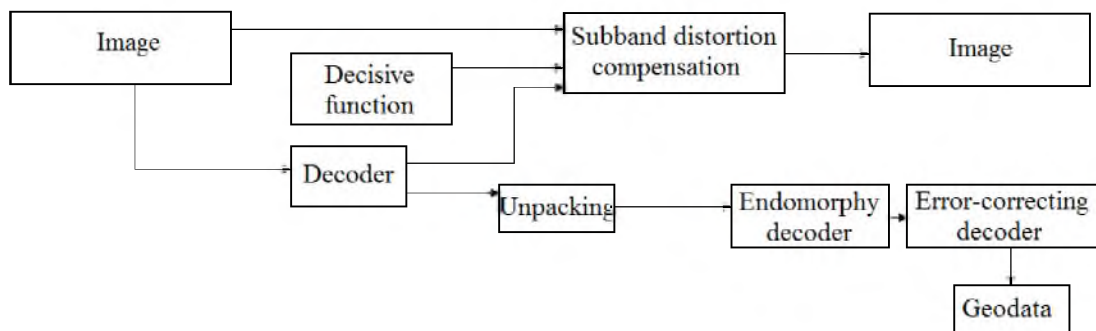 Image
Subband distortion
compensation
Image
Decisive
function
Decoder
Unpacking
Endomorphy
decoder
Error-correcting
decoder
Geodata